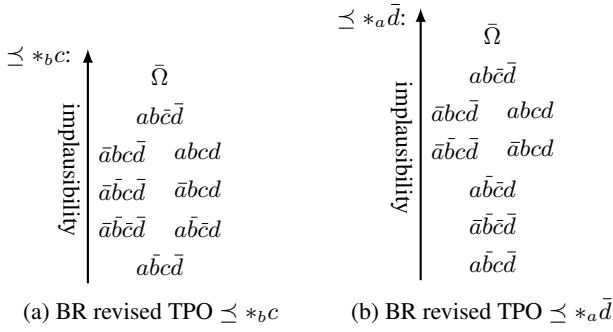 ⪯ ∗_b c:
implausibility
Ω̄
abc̄d̄
ābcd̄ abcd
āb̄cd̄ ābcd
āb̄c̄d̄ ab̄c̄d
ab̄cd̄
(a) BR revised TPO ⪯ ∗_b c
⪯ ∗_a d̄:
implausibility
Ω̄
abc̄d̄
ābcd̄ abcd
āb̄cd̄ ābcd
ab̄c̄d
āb̄c̄d̄
ab̄cd̄
(b) BR revised TPO ⪯ ∗_a d̄